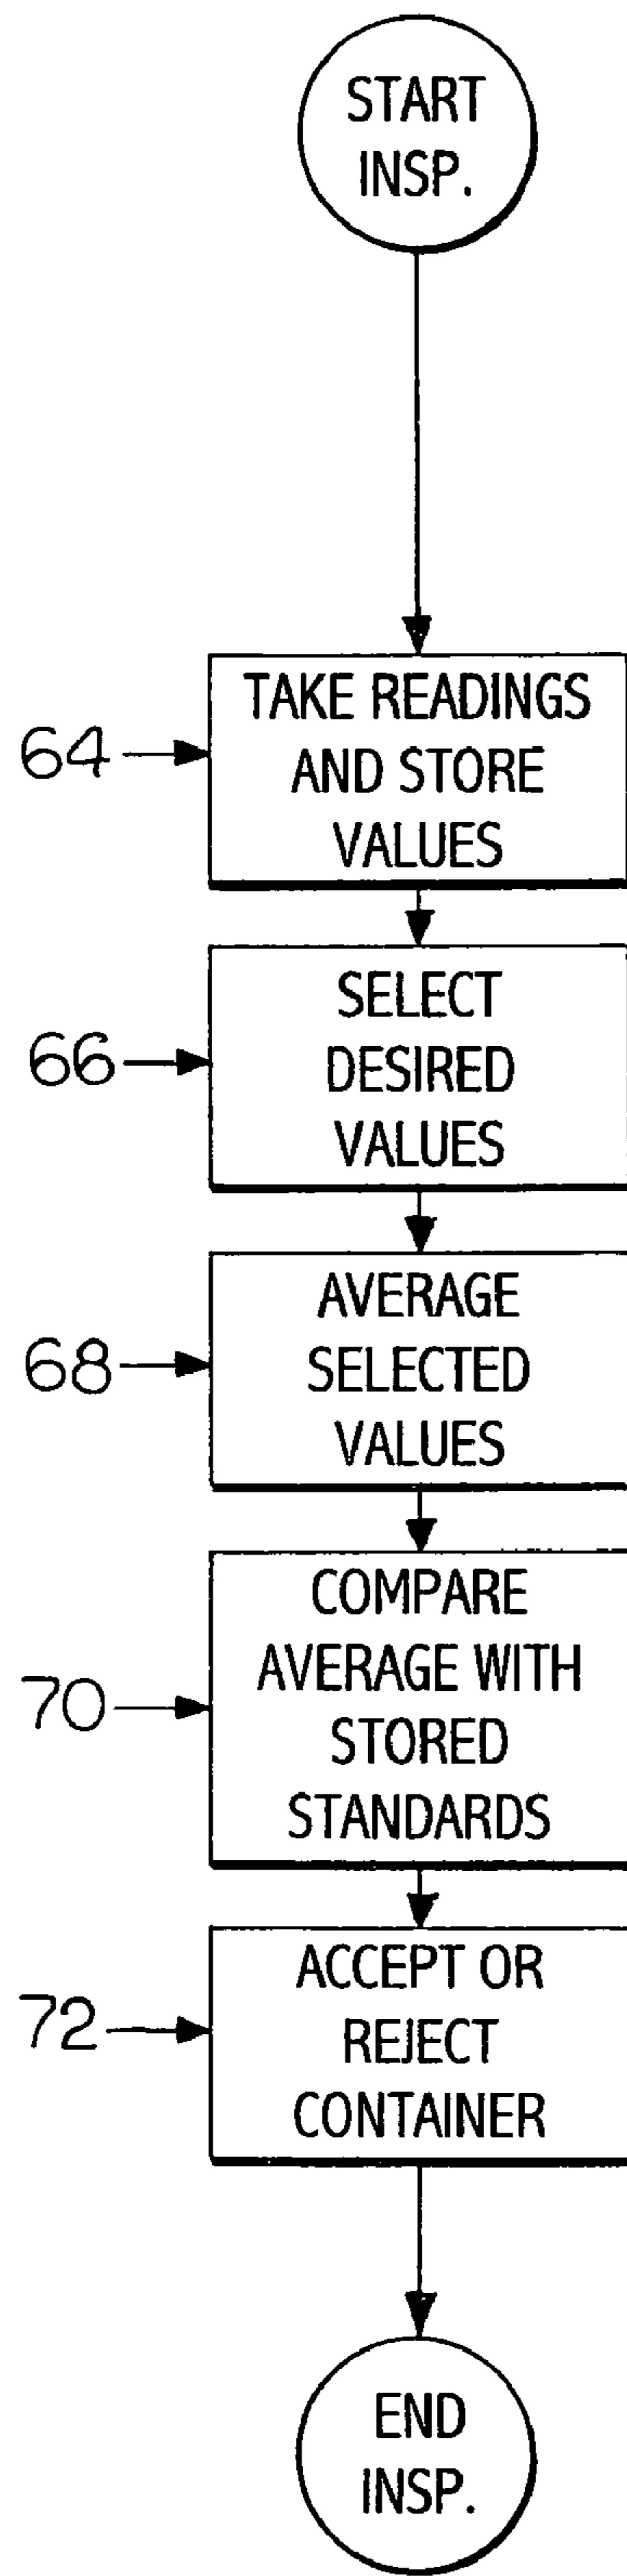 START
INSP.
64
TAKE READINGS
AND STORE
VALUES
66
SELECT
DESIRED
VALUES
68
AVERAGE
SELECTED
VALUES
70
COMPARE
AVERAGE WITH
STORED
STANDARDS
72
ACCEPT OR
REJECT
CONTAINER
END
INSP.